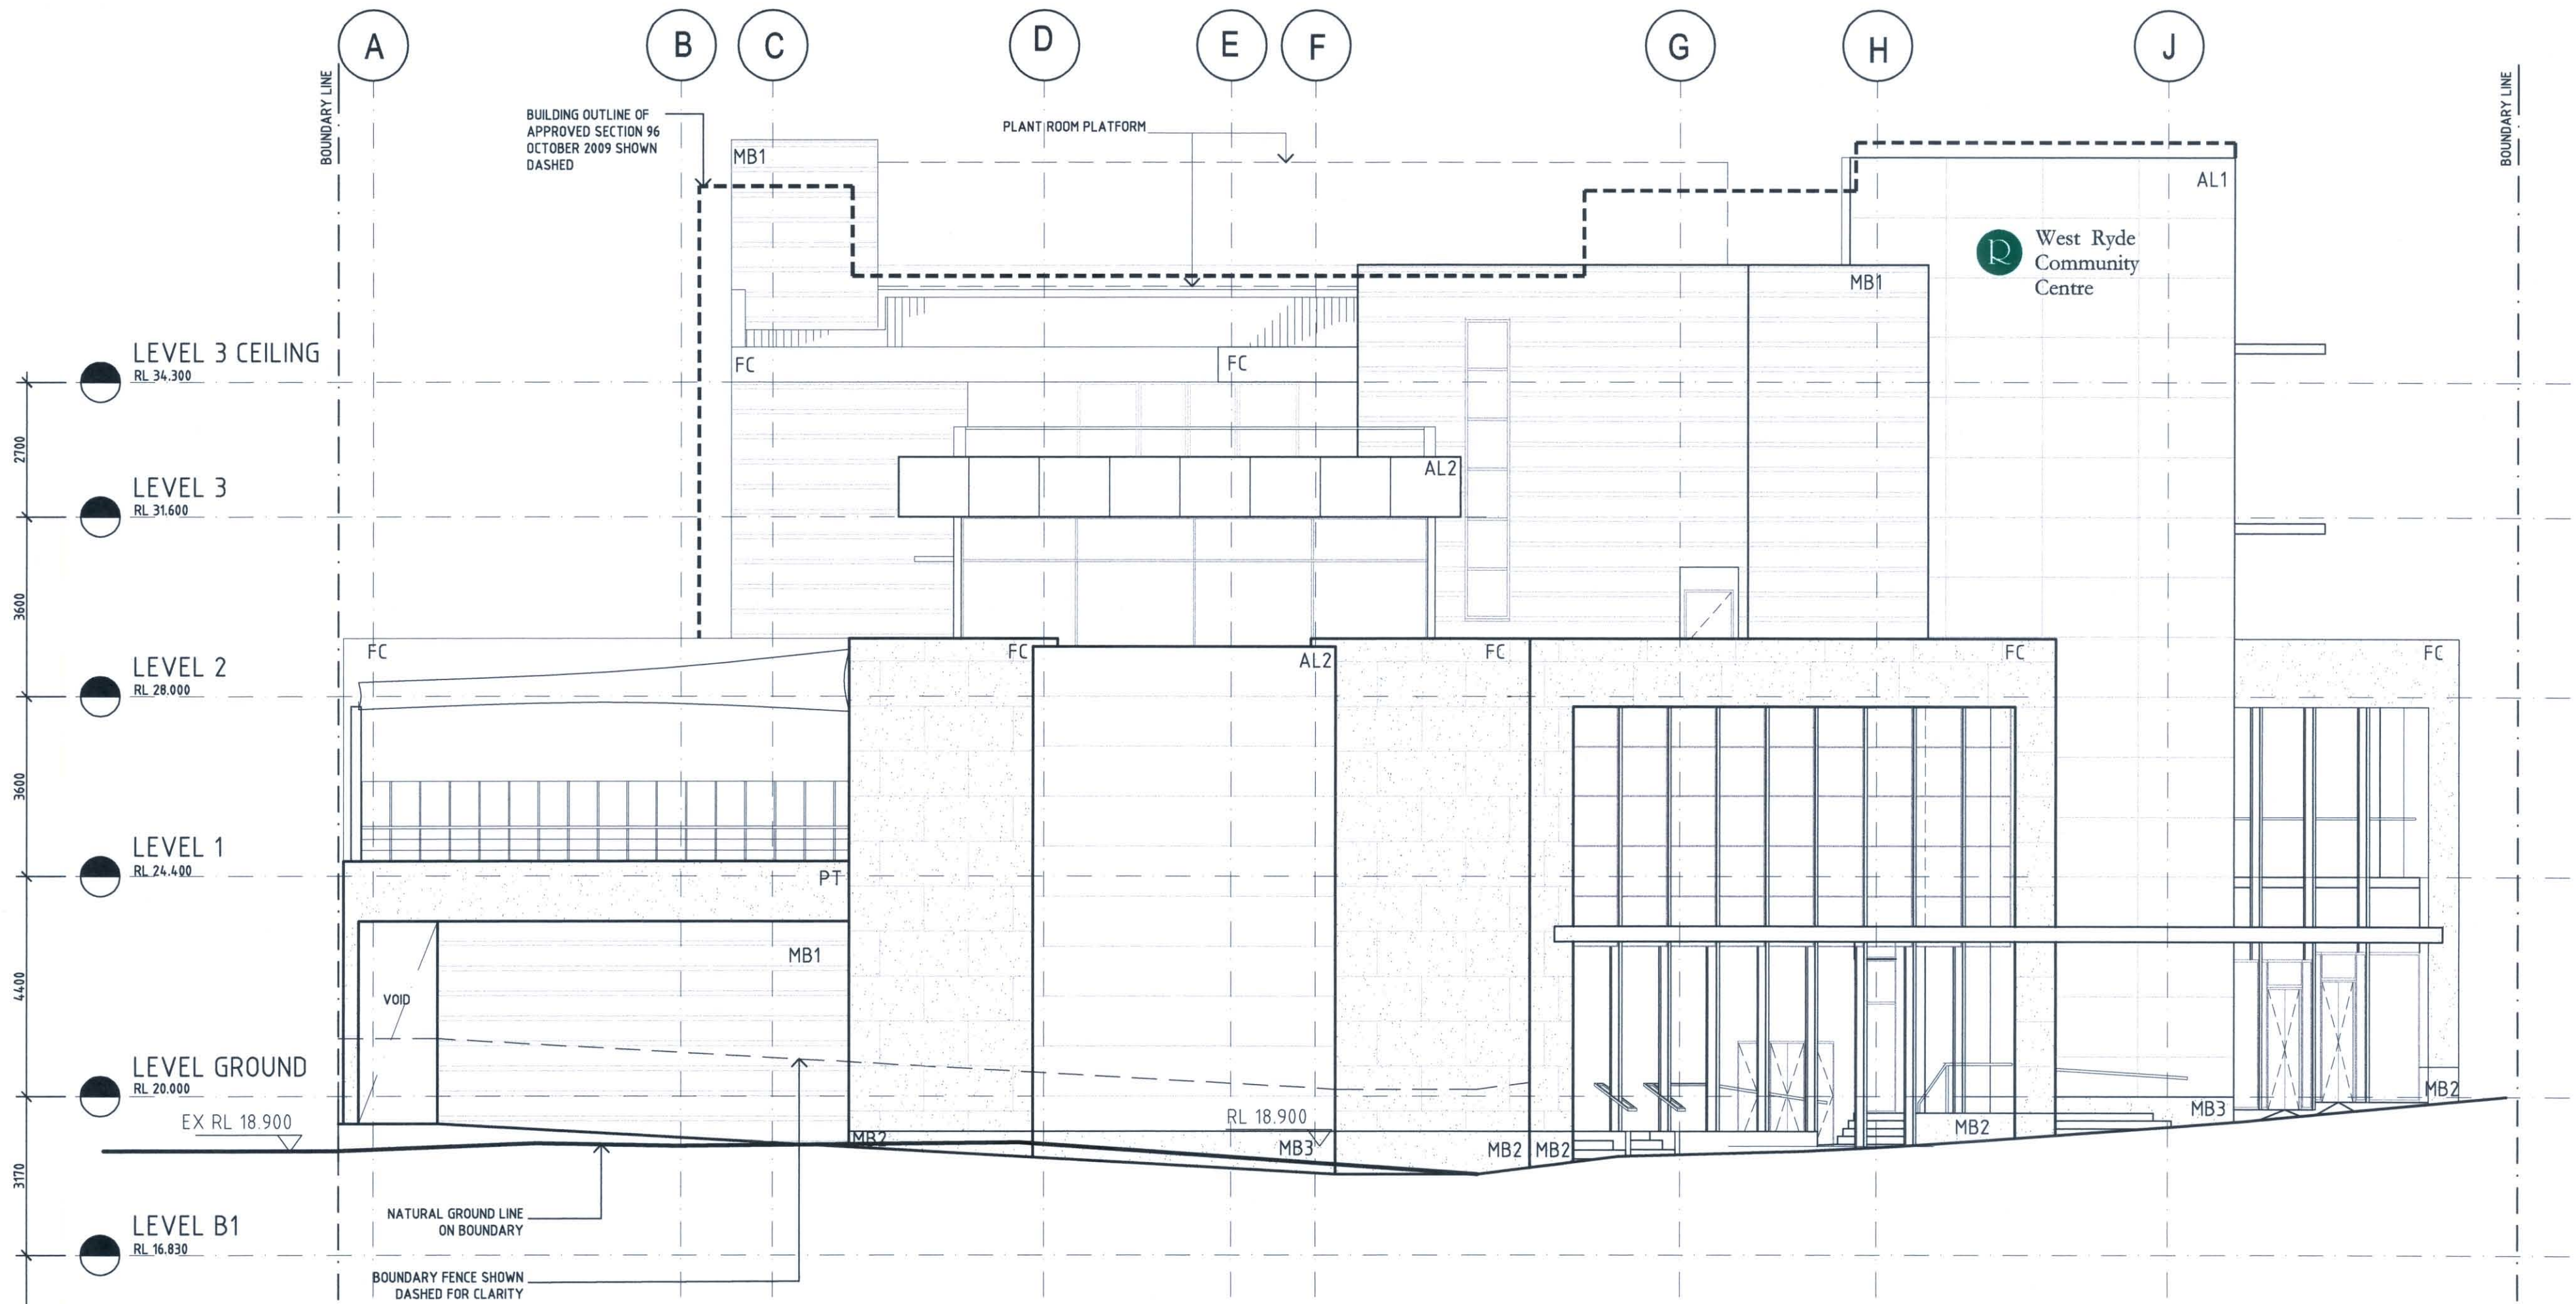 A
B
C
D
E
F
G
H
J
BOUNDARY LINE
BOUNDARY LINE
BUILDING OUTLINE OF
APPROVED SECTION 96
OCTOBER 2009 SHOWN
DASHED
PLANT ROOM PLATFORM
MB1
AL1
R West Ryde
Community
Centre
MB1
LEVEL 3 CEILING
RL 34.300
FC
FC
2700
AL2
LEVEL 3
RL 31.600
3600
FC
FC
AL2
FC
FC
FC
LEVEL 2
RL 28.000
3600
LEVEL 1
RL 24.400
PT
MB1
4400
VOID
LEVEL GROUND
RL 20.000
MB2
MB3
EX RL 18.900
RL 18.900
MB2
MB2
MB3
MB2
MB2
3170
NATURAL GROUND LINE
ON BOUNDARY
LEVEL B1
RL 16.830
BOUNDARY FENCE SHOWN
DASHED FOR CLARITY